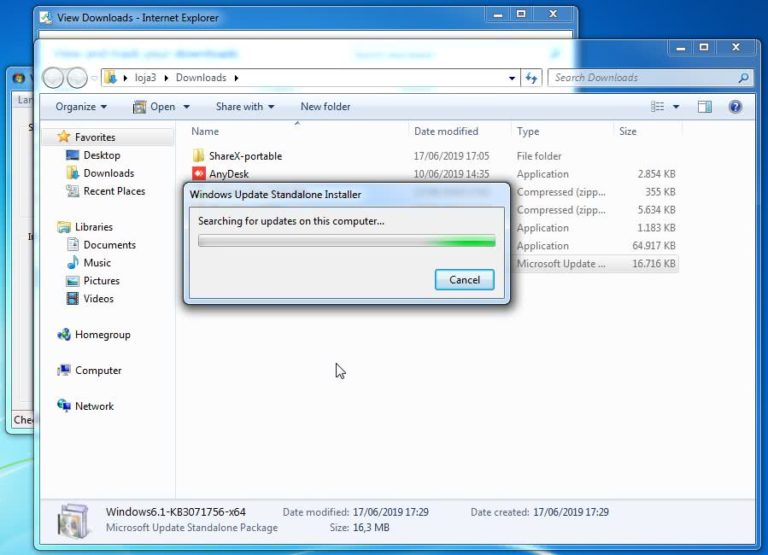 View Downloads - Internet Explorer
loja3 Downloads
Search Downloads
Organize Open Share with New folder
Name Date modified Type Size
Favorites
Desktop
Downloads
Recent Places
Libraries
Documents
Music
Pictures
Videos
Homegroup
Computer
Network
ShareX-portable 17/06/2019 17:05 File folder
AnyDesk 10/06/2019 14:35 Application 2.854 KB
Compressed (zipp... 355 KB
Compressed (zipp... 5.634 KB
Application 1.183 KB
Application 64.917 KB
Microsoft Update ... 16.716 KB
Windows Update Standalone Installer
Searching for updates on this computer...
Cancel
Windows6.1-KB3071756-x64 Date modified: 17/06/2019 17:29 Date created: 17/06/2019 17:29
Microsoft Update Standalone Package Size: 16,3 MB